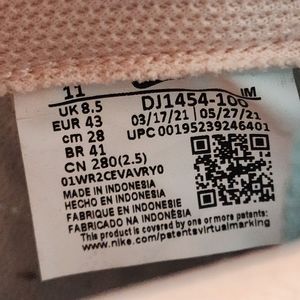 11
UK 8.5
EUR 43
cm 28
BR 41
CN 280(2.5)
01WR2CEVAVRY0
MADE IN INDONESIA
HECHO EN INDONESIA
FABRIQUE EN INDONESIE
FABRICADO NA INDONÉSIA
IM
DJ1454-100
03/17/21 05/27/21
UPC 00195239246401
This product is covered by one or more patents:
www.nike.com/patentsvirtualmarking